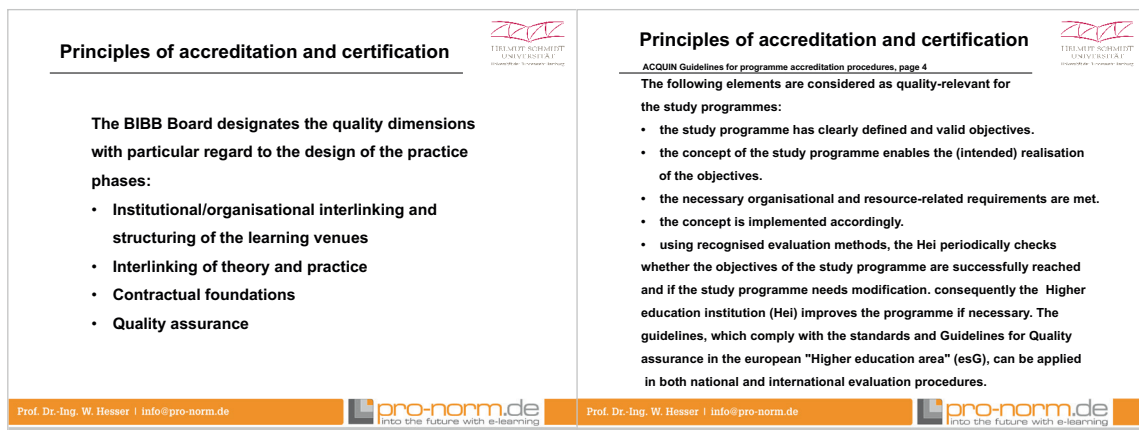 Principles of accreditation and certification
HELMUT SCHMIDT
UNIVERSITÄT
The BIBB Board designates the quality dimensions
with particular regard to the design of the practice
phases:
• Institutional/organisational interlinking and
structuring of the learning venues
• Interlinking of theory and practice
• Contractual foundations
• Quality assurance
Prof. Dr.-Ing. W. Hesser | info@pro-norm.de
pro-norm.de
into the future with e-learning
Principles of accreditation and certification
HELMUT SCHMIDT
UNIVERSITÄT
ACQUIN Guidelines for programme accreditation procedures, page 4
The following elements are considered as quality-relevant for
the study programmes:
• the study programme has clearly defined and valid objectives.
• the concept of the study programme enables the (intended) realisation
of the objectives.
• the necessary organisational and resource-related requirements are met.
• the concept is implemented accordingly.
• using recognised evaluation methods, the Hei periodically checks
whether the objectives of the study programme are successfully reached
and if the study programme needs modification. consequently the Higher
education institution (Hei) improves the programme if necessary. The
guidelines, which comply with the standards and Guidelines for Quality
assurance in the european "Higher education area" (esG), can be applied
in both national and international evaluation procedures.
Prof. Dr.-Ing. W. Hesser | info@pro-norm.de
pro-norm.de
into the future with e-learning